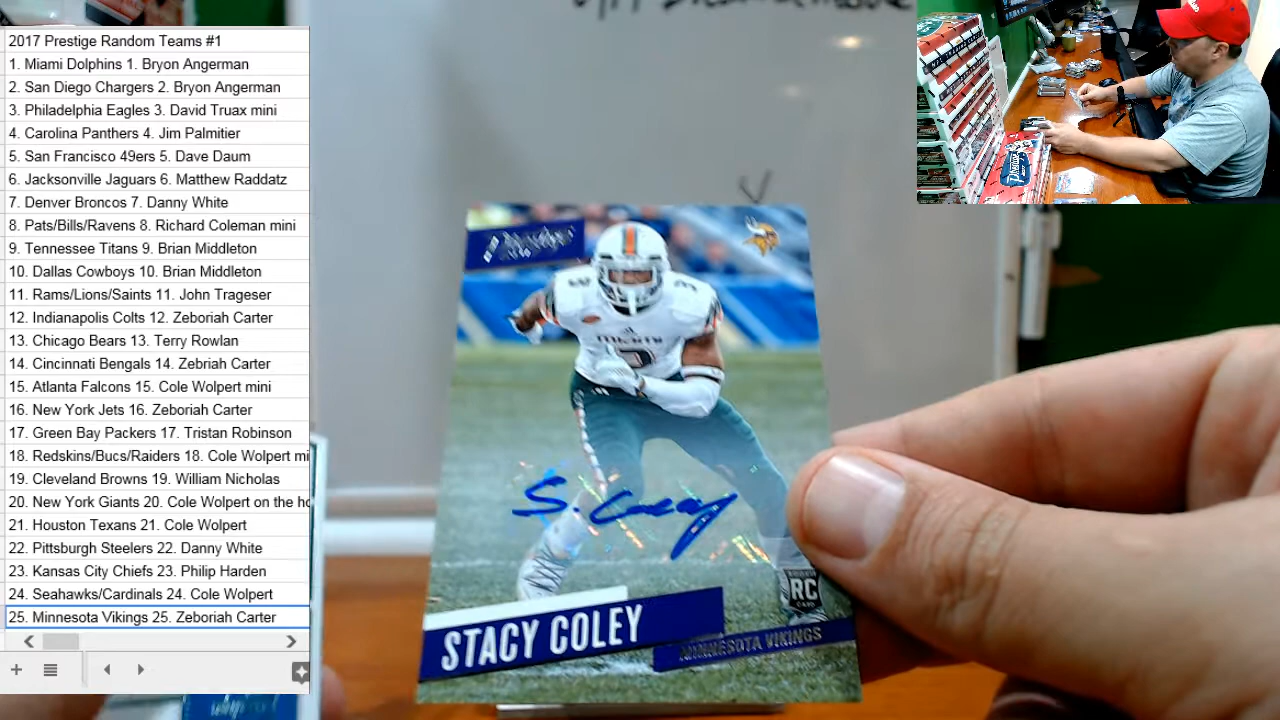 2017 Prestige Random Teams #1
1. Miami Dolphins 1. Bryon Angerman
2. San Diego Chargers 2. Bryon Angerman
3. Philadelphia Eagles 3. David Truax mini
4. Carolina Panthers 4. Jim Palmitier
5. San Francisco 49ers 5. Dave Daum
6. Jacksonville Jaguars 6. Matthew Raddatz
7. Denver Broncos 7. Danny White
8. Pats/Bills/Ravens 8. Richard Coleman mini
9. Tennessee Titans 9. Brian Middleton
10. Dallas Cowboys 10. Brian Middleton
11. Rams/Lions/Saints 11. John Trageser
12. Indianapolis Colts 12. Zeboriah Carter
13. Chicago Bears 13. Terry Rowlan
14. Cincinnati Bengals 14. Zebriah Carter
15. Atlanta Falcons 15. Cole Wolpert mini
16. New York Jets 16. Zeboriah Carter
17. Green Bay Packers 17. Tristan Robinson
18. Redskins/Bucs/Raiders 18. Cole Wolpert mi
19. Cleveland Browns 19. William Nicholas
20. New York Giants 20. Cole Wolpert on the ho
21. Houston Texans 21. Cole Wolpert
22. Pittsburgh Steelers 22. Danny White
23. Kansas City Chiefs 23. Philip Harden
24. Seahawks/Cardinals 24. Cole Wolpert
25. Minnesota Vikings 25. Zeboriah Carter
Prestige
3 3
MIAMI
3
S. Coley
RC
STACY COLEY
MINNESOTA VIKINGS